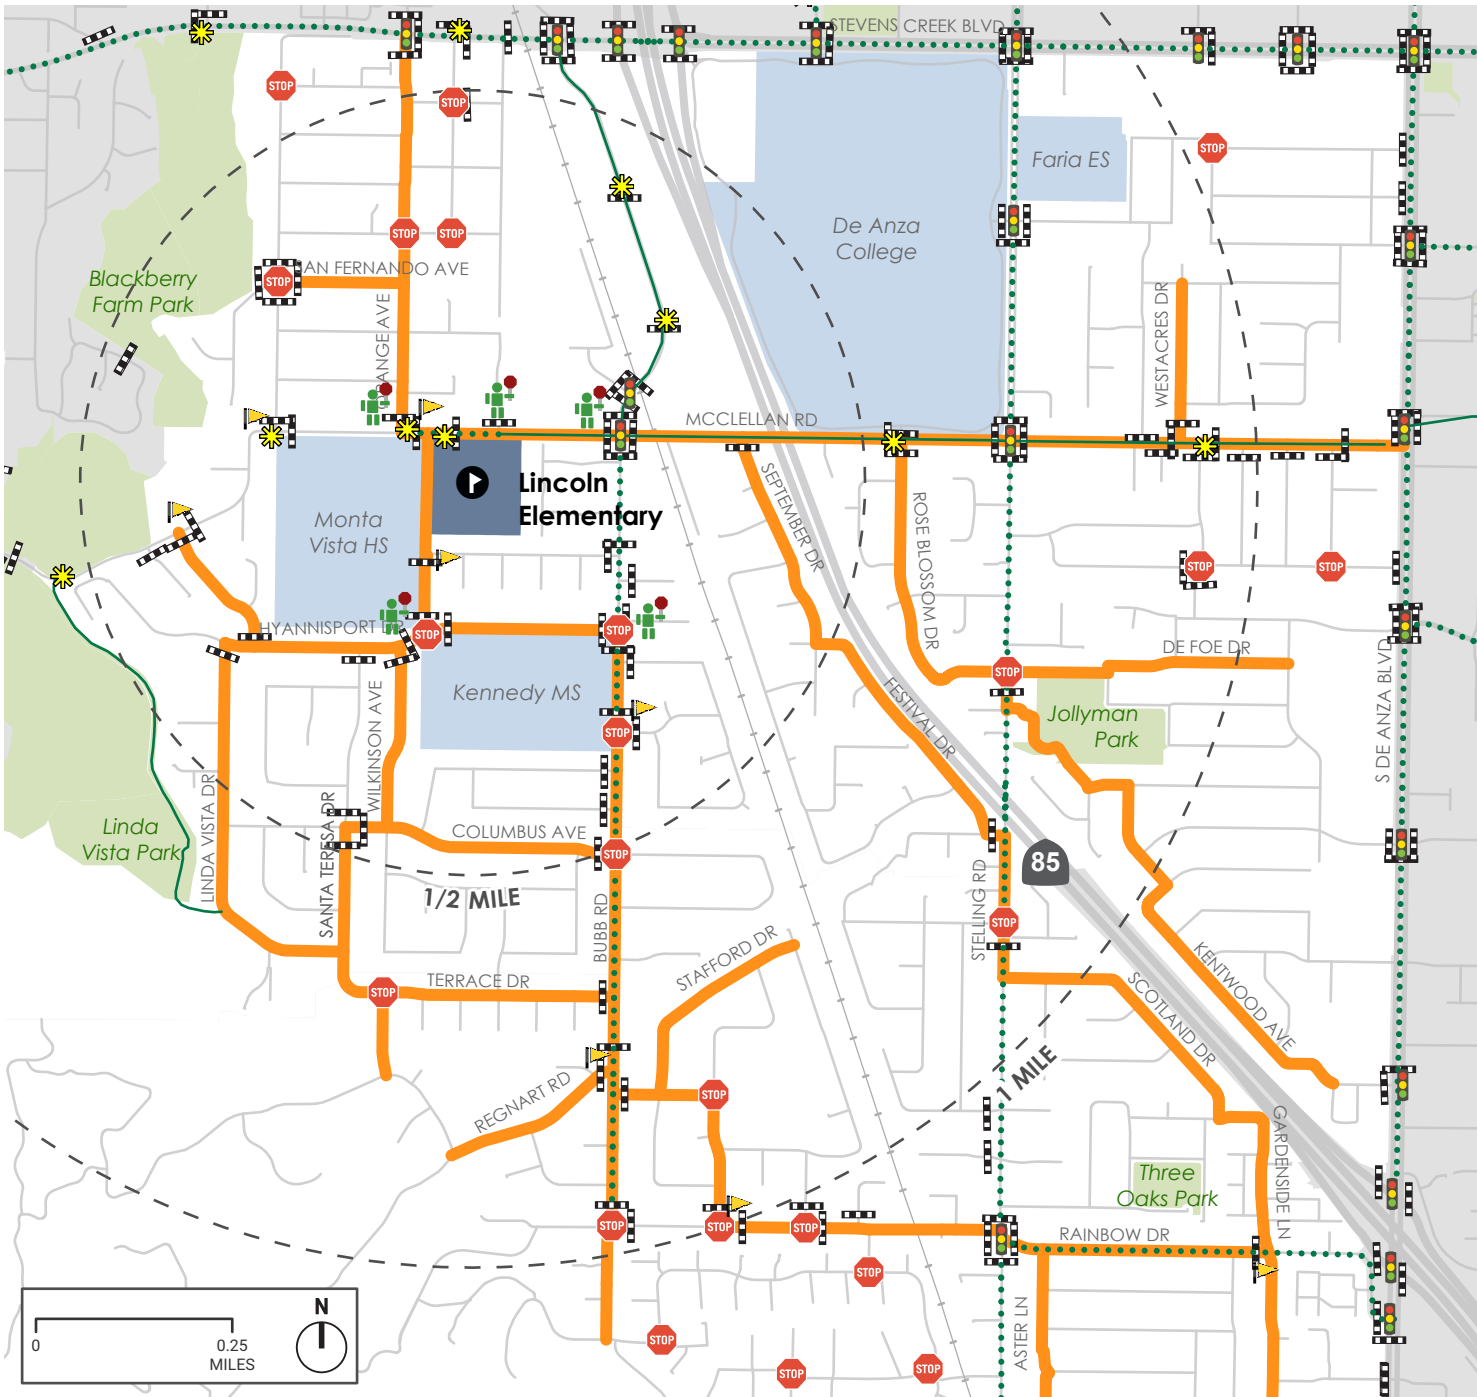 STEVENS CREEK BLVD
STOP
STOP
Faria ES
STOP
De Anza
College
STOP
STOP
AN FERNANDO AVE
STOP
Blackberry
Farm Park
ORANGE AVE
WESTACRES DR
MCCLELLAN RD
Lincoln
Elementary
SEPTEMBER DR
ROSE BLOSSOM DR
Monta
Vista HS
STOP
STOP
HYANNISPORT DR
STOP
STOP
DE FOE DR
STOP
Kennedy MS
WILKINSON AVE
FESTIVAL DR
Jollyman
Park
S DE ANZA BLVD
STOP
LINDA VISTA DR
SANTA TERESA DR
Linda
Vista Park
COLUMBUS AVE
STOP
85
1/2 MILE
BUBB RD
STELLING RD
STOP
STAFFORD DR
KENTWOOD AVE
TERRACE DR
STOP
SCOTLAND DR
REGNART RD
STOP
1 MILE
GARDENSIDE LN
Three
Oaks Park
STOP
STOP
STOP
RAINBOW DR
STOP
ASTER LN
STOP
STOP
STOP
N
0
0.25
MILES